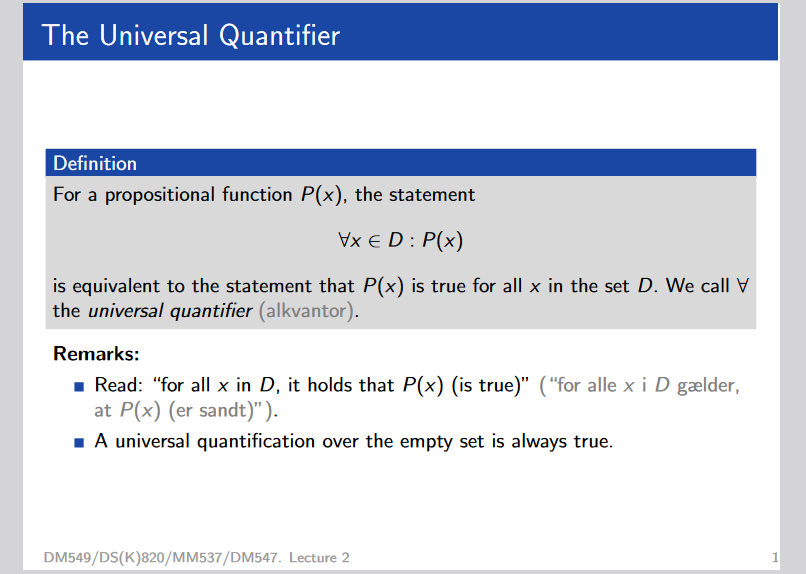 The Universal Quantifier
Definition
For a propositional function P(x), the statement
∀x ∈ D : P(x)
is equivalent to the statement that P(x) is true for all x in the set D. We call ∀
the universal quantifier (alkvantor).
Remarks:
■ Read: “for all x in D, it holds that P(x) (is true)” (“for alle x i D gælder,
at P(x) (er sandt)”).
■ A universal quantification over the empty set is always true.
DM549/DS(K)820/MM537/DM547. Lecture 2
1